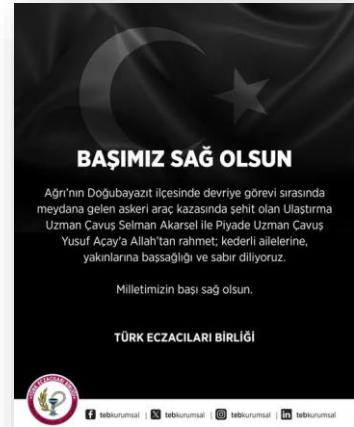 BAŞIMIZ SAĞ OLSUN
Ağrı'nın Doğubayazıt ilçesinde devriye görevi sırasında
meydana gelen askeri araç kazasında şehit olan Ulaştırma
Uzman Çavuş Selman Akarsel ile Piyade Uzman Çavuş
Yusuf Açay'a Allah'tan rahmet; kederli ailelerine,
yakınlarına başsağlığı ve sabır diliyoruz.
Milletimizin başı sağ olsun.
TÜRK ECZACILARI BİRLİĞİ
tebkurumsal | tebkurumsal | tebkurumsal | tebkurumsal